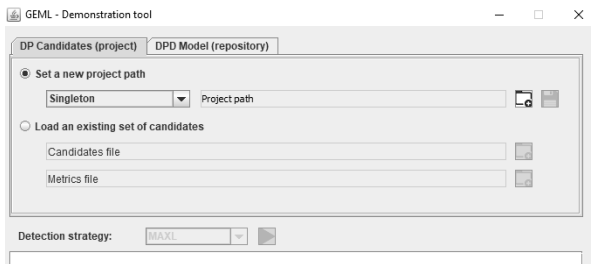 GEML - Demonstration tool
DP Candidates (project) DPD Model (repository)
Set a new project path
Singleton Project path
Load an existing set of candidates
Candidates file
Metrics file
Detection strategy: MAXL